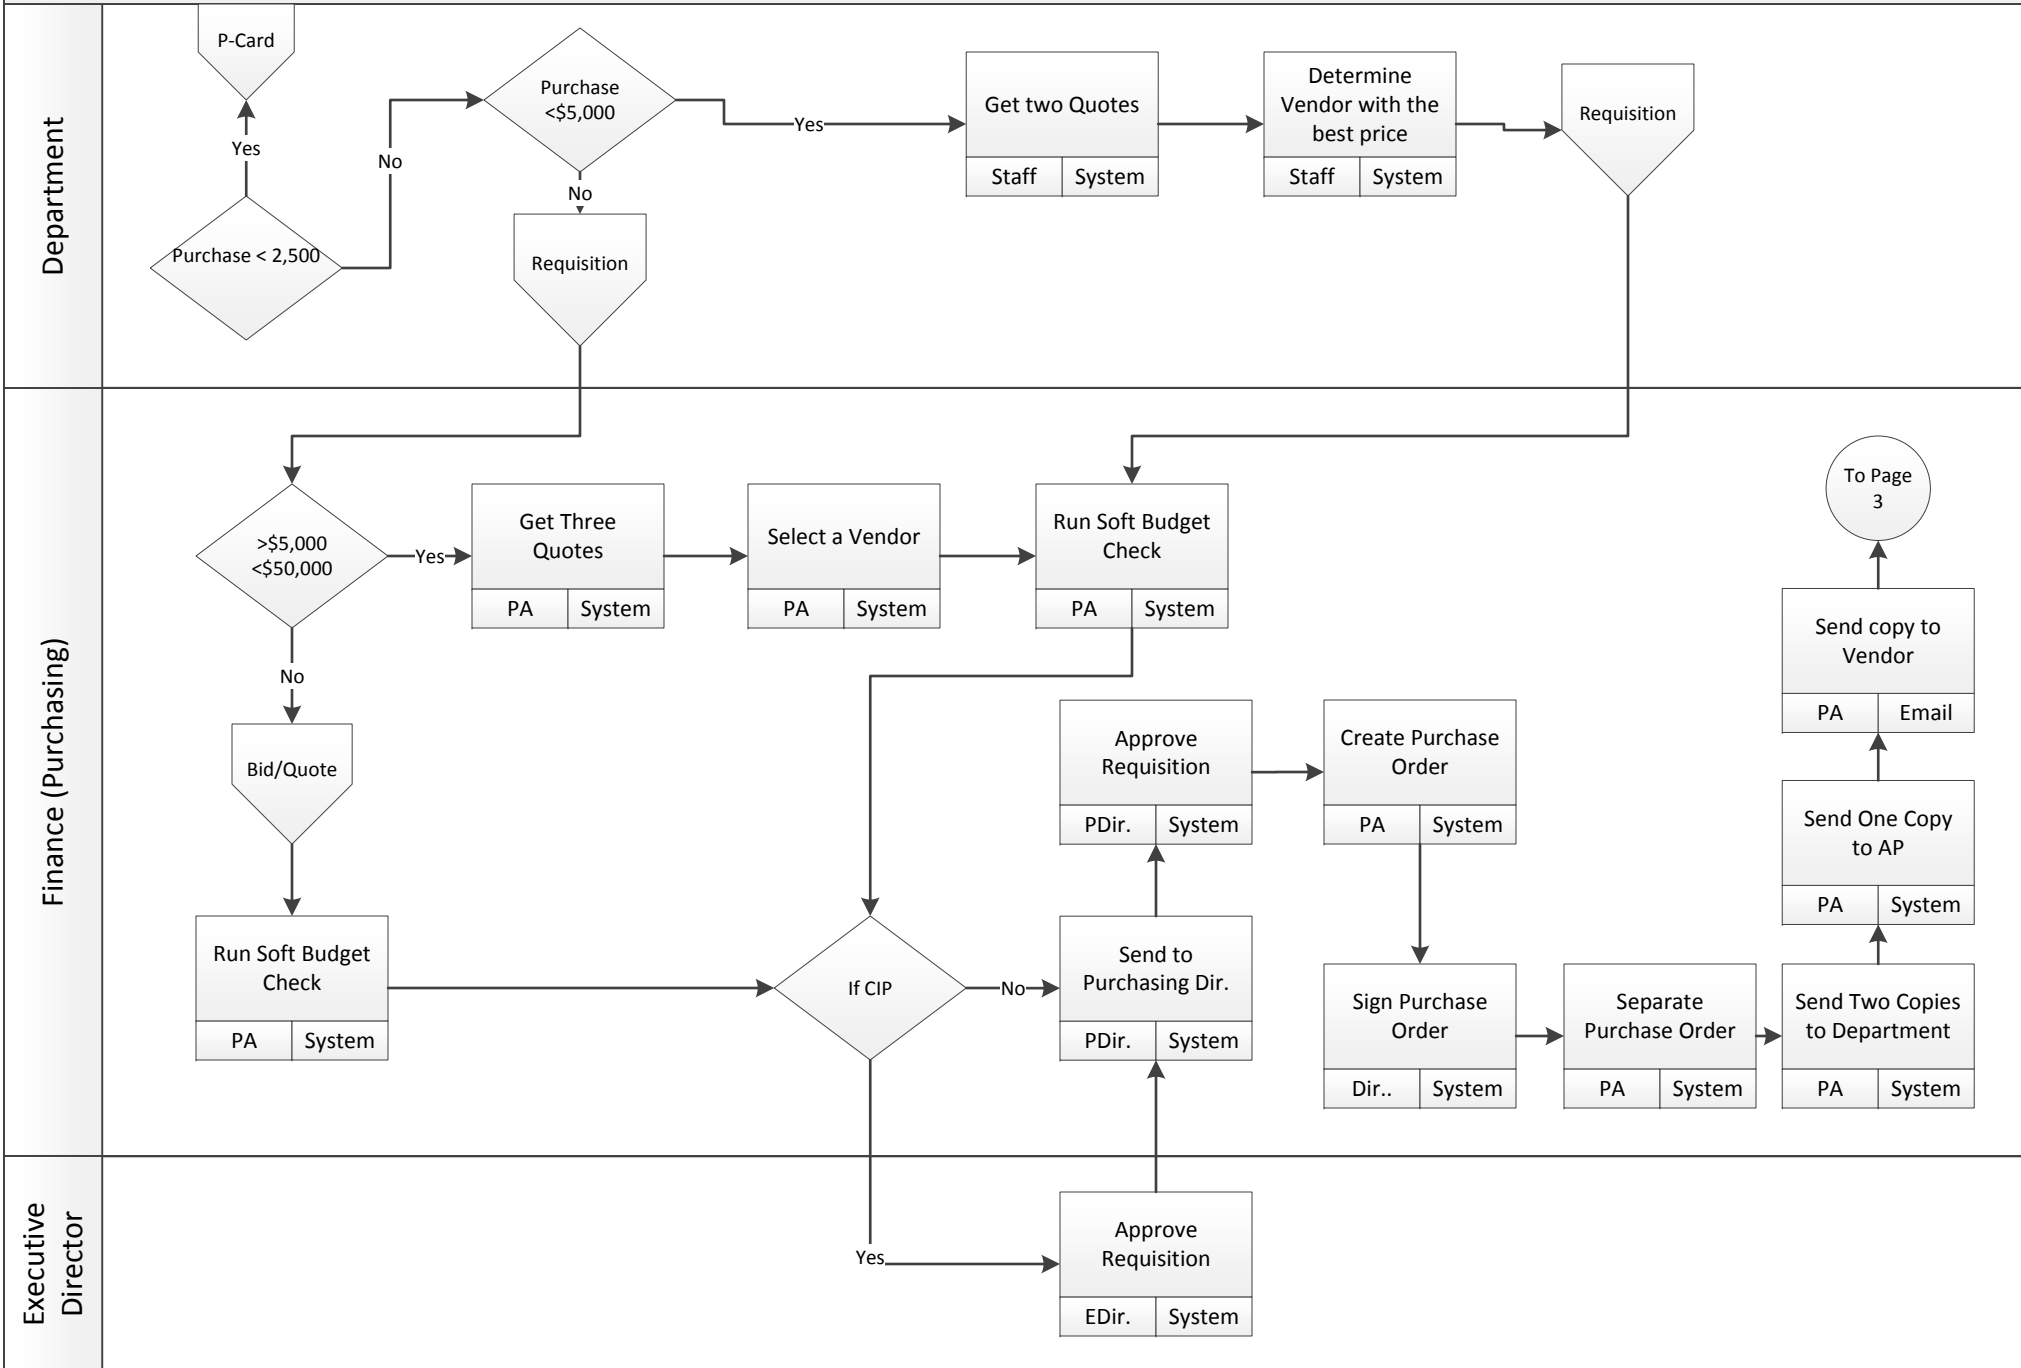 Department
P-Card
Yes
Purchase < 2,500
No
Purchase
<$5,000
Yes
No
Requisition
Get two Quotes
Staff System
Determine
Vendor with the
best price
Staff System
Requisition
Finance (Purchasing)
>$5,000
<$50,000
Yes
Get Three
Quotes
PA System
Select a Vendor
PA System
Run Soft Budget
Check
PA System
No
Bid/Quote
Run Soft Budget
Check
PA System
If CIP
No
Send to
Purchasing Dir.
PDir. System
Approve
Requisition
PDir. System
Create Purchase
Order
PA System
Sign Purchase
Order
Dir.. System
Separate
Purchase Order
PA System
Send Two Copies
to Department
PA System
Send One Copy
to AP
PA System
Send copy to
Vendor
PA Email
To Page
3
Executive
Director
Yes
Approve
Requisition
EDir. System